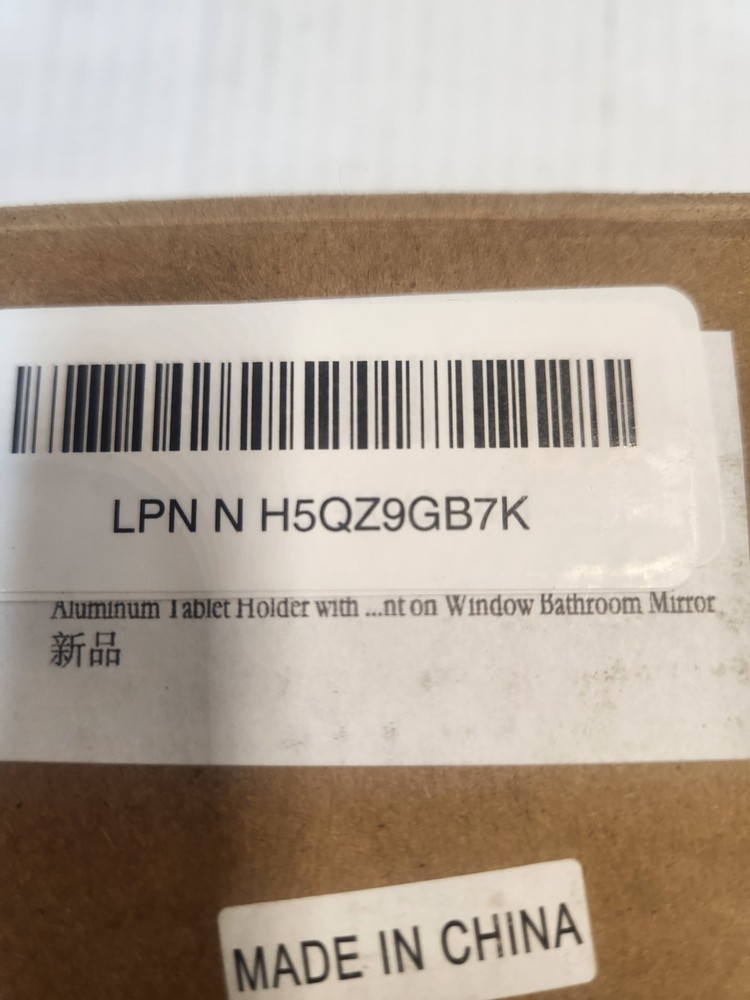 LPN N H5QZ9GB7K
Aluminum Tablet Holder with ...nt on Window Bathroom Mirror
新品
MADE IN CHINA